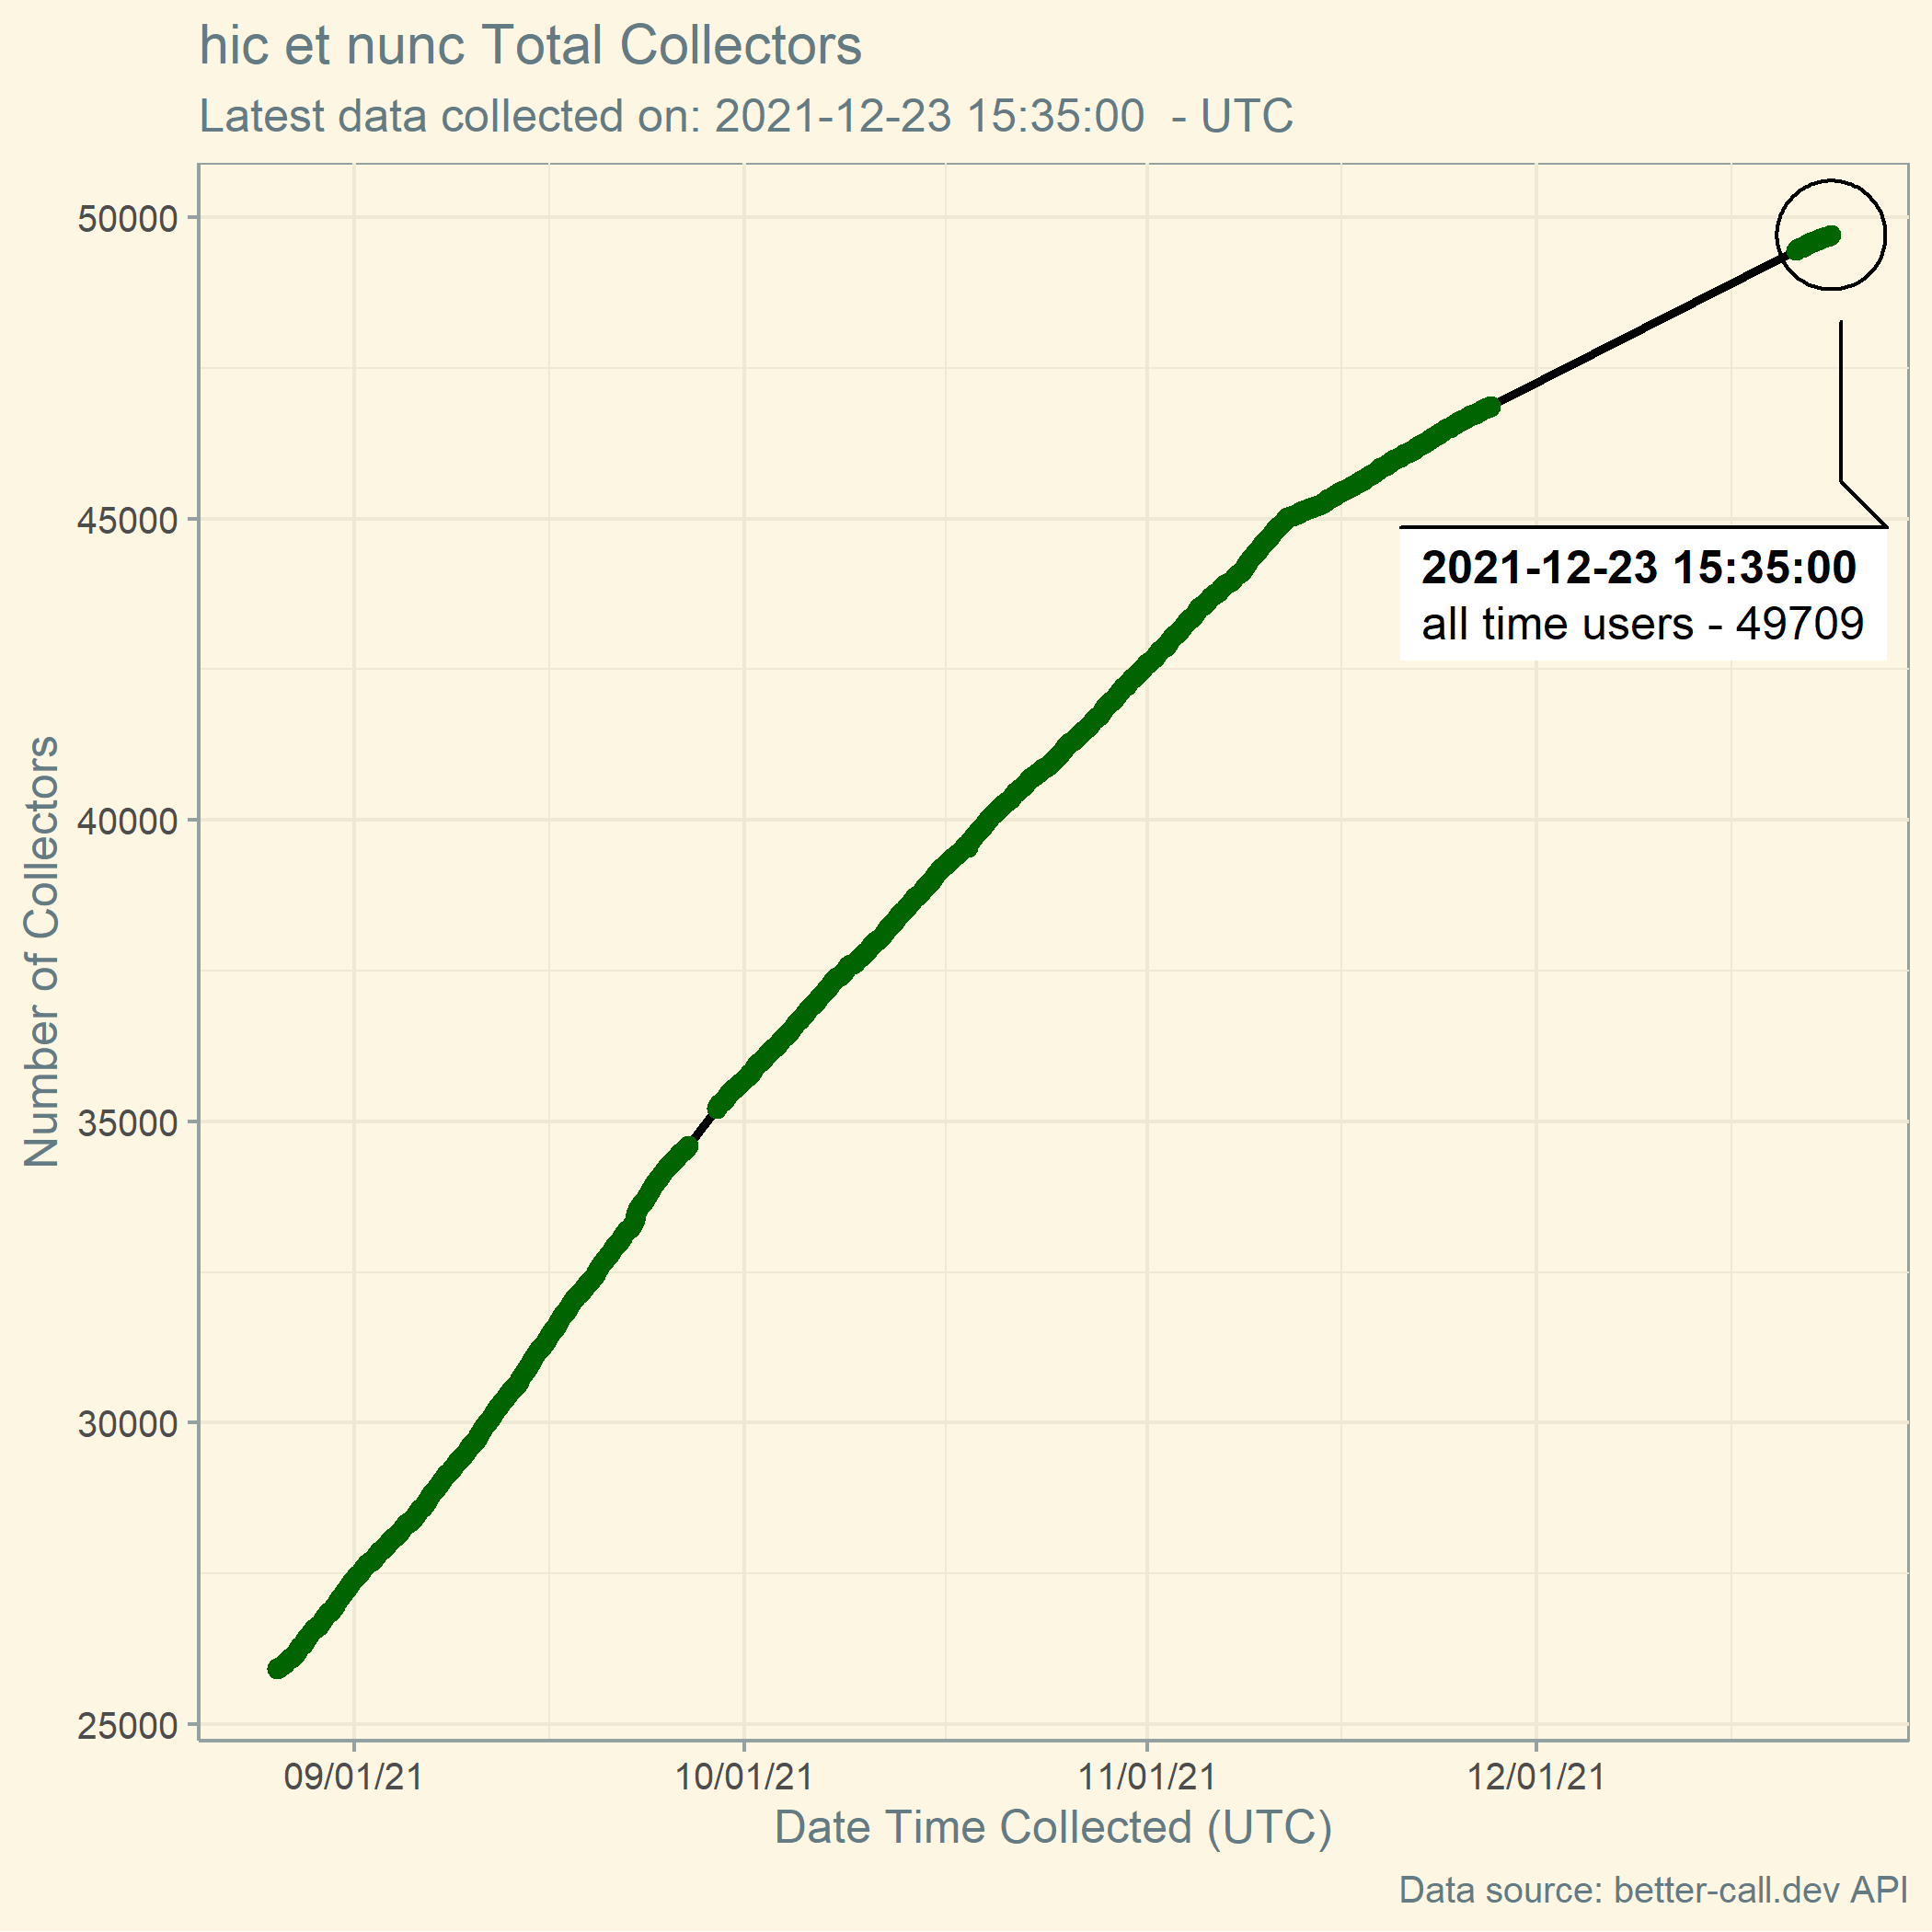 hic et nunc Total Collectors
Latest data collected on: 2021-12-23 15:35:00  - UTC
50000
45000
40000
35000
30000
25000
Number of Collectors
2021-12-23 15:35:00
all time users - 49709
09/01/21
10/01/21
11/01/21
12/01/21
Date Time Collected (UTC)
Data source: better-call.dev API